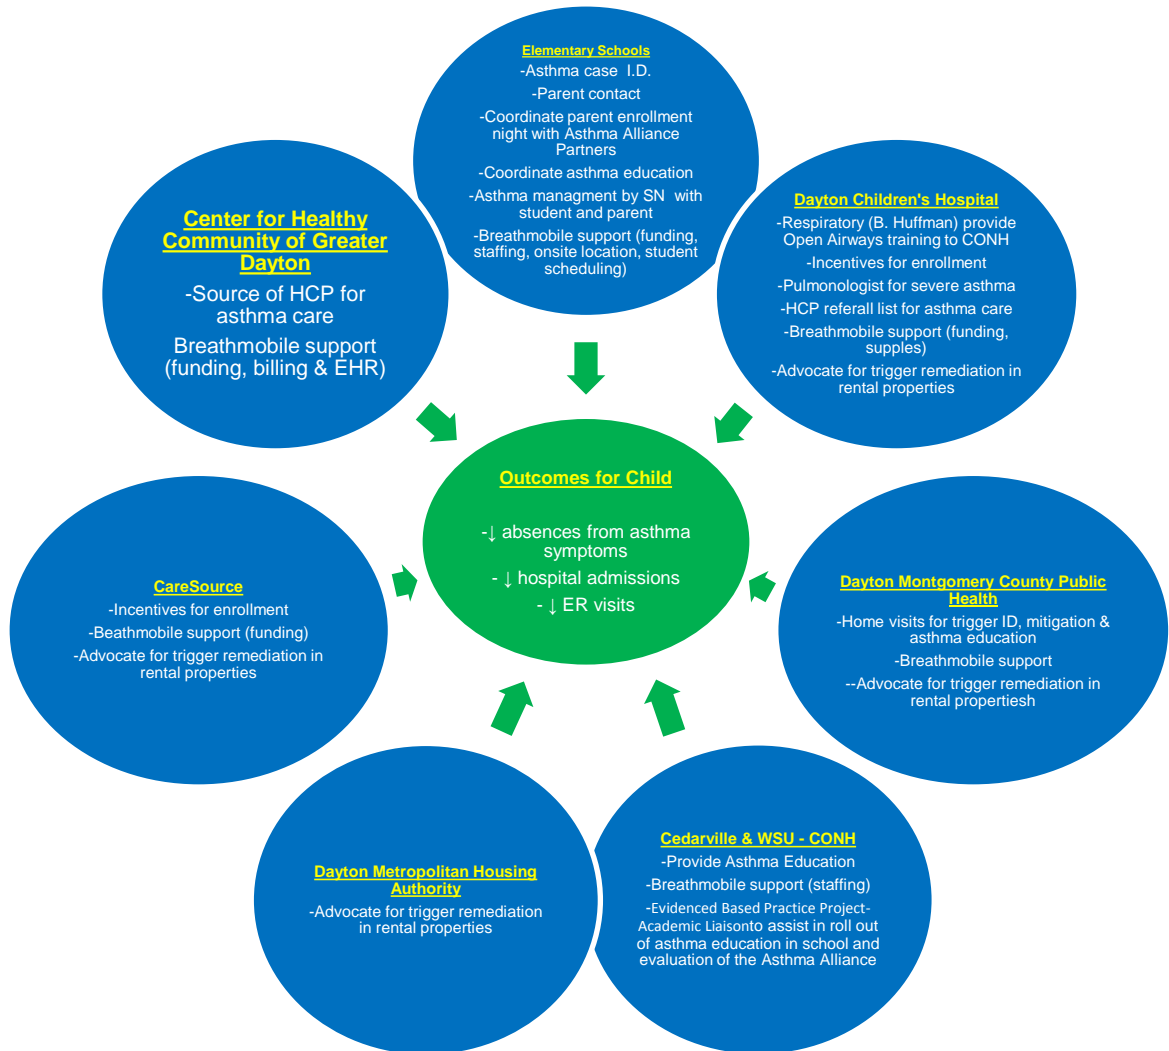 Elementary Schools
-Asthma case  I.D.
-Parent contact
-Coordinate parent enrollment
night with Asthma Alliance
Partners
-Coordinate asthma education
-Asthma managment by SN  with
student and parent
-Breathmobile support (funding,
staffing, onsite location, student
scheduling)
Dayton Children's Hospital
-Respiratory (B. Huffman) provide
Open Airways training to CONH
-Incentives for enrollment
-Pulmonologist for severe asthma
-HCP referall list for asthma care
-Breathmobile support (funding,
supples)
-Advocate for trigger remediation in
rental properties
Dayton Montgomery County Public
Health
-Home visits for trigger ID, mitigation &
asthma education
-Breathmobile support
--Advocate for trigger remediation in
rental propertiesh
Cedarville & WSU - CONH
-Provide Asthma Education
-Breathmobile support (staffing)
-Evidenced Based Practice Project-
Academic Liaisonto assist in roll out
of asthma education in school and
evaluation of the Asthma Alliance
Dayton Metropolitan Housing
Authority
-Advocate for trigger remediation
in rental properties
CareSource
-Incentives for enrollment
-Beathmobile support (funding)
-Advocate for trigger remediation in
rental properties
Center for Healthy
Community of Greater
Dayton
-Source of HCP for
asthma care
Breathmobile support
(funding, billing & EHR)
Outcomes for Child
-↓ absences from asthma
symptoms
- ↓ hospital admissions
- ↓ ER visits